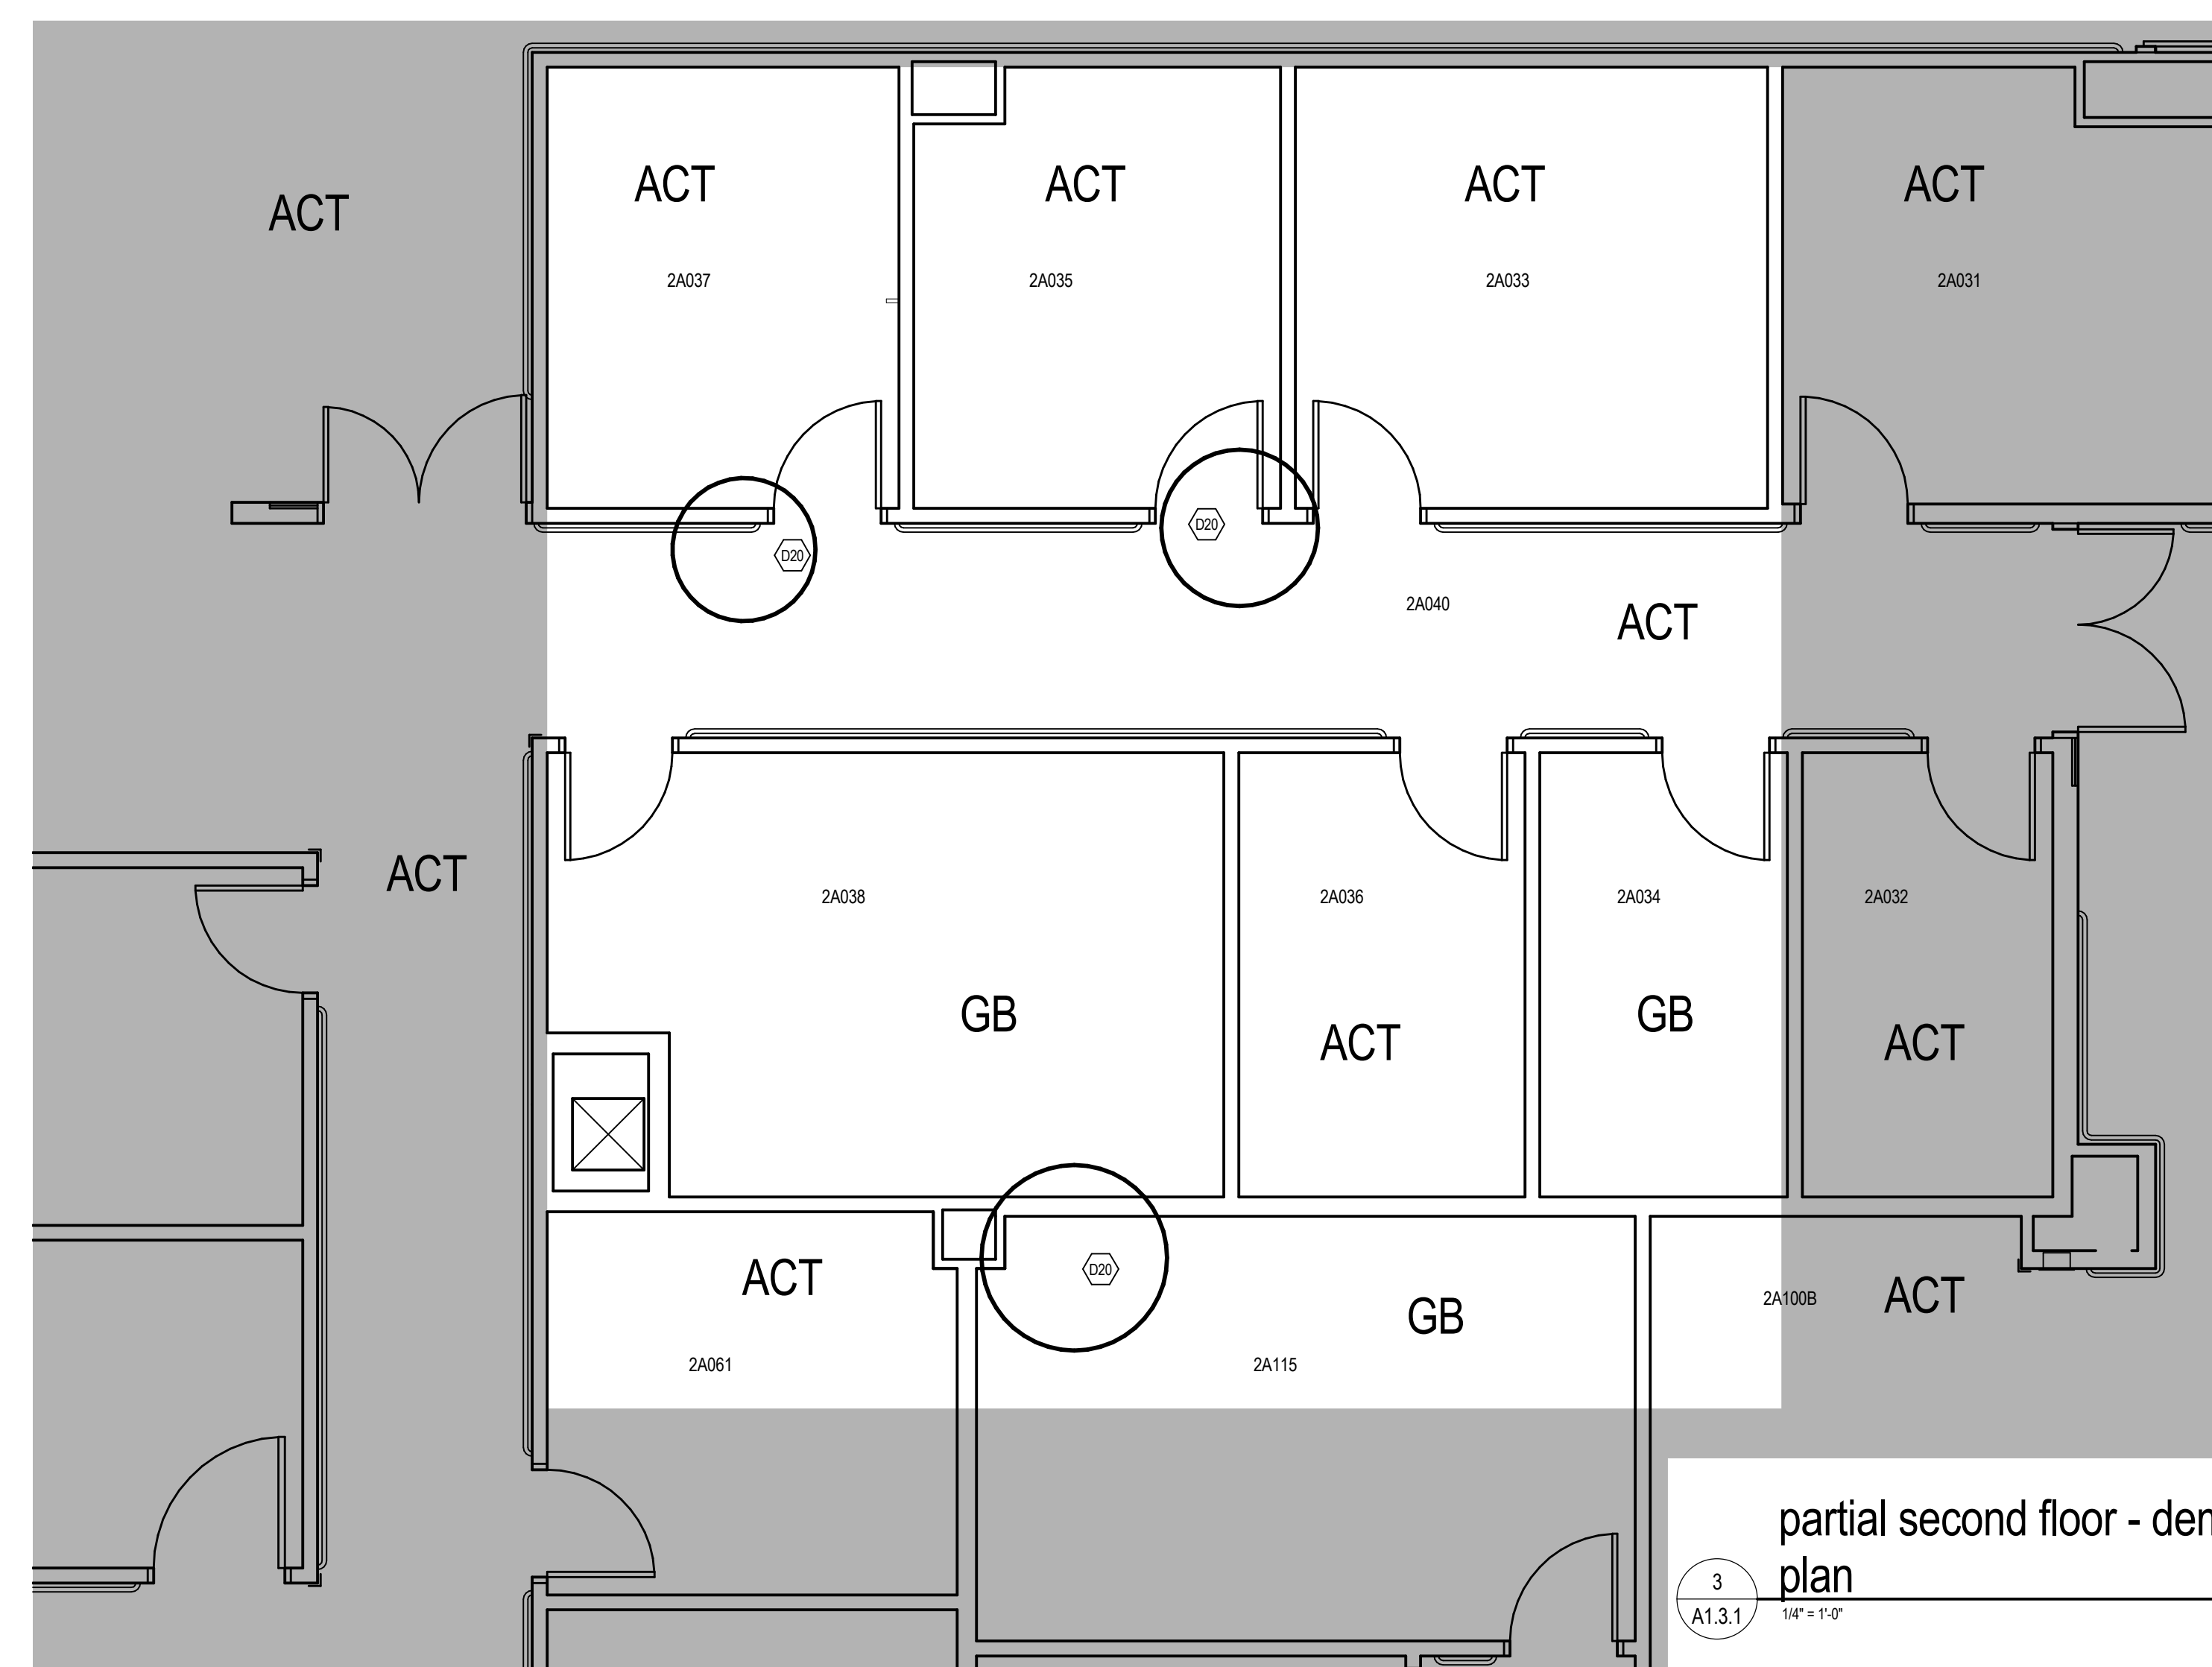 ACT
ACT
ACT
ACT
ACT
2A037
2A035
2A033
2A031
D20
D20
2A040
ACT
ACT
2A038
2A036
2A034
2A032
GB
ACT
GB
ACT
ACT
D20
GB
2A100B
ACT
2A061
2A115
partial second floor -
plan
3
A1.3.1
1/4" = 1'-0"